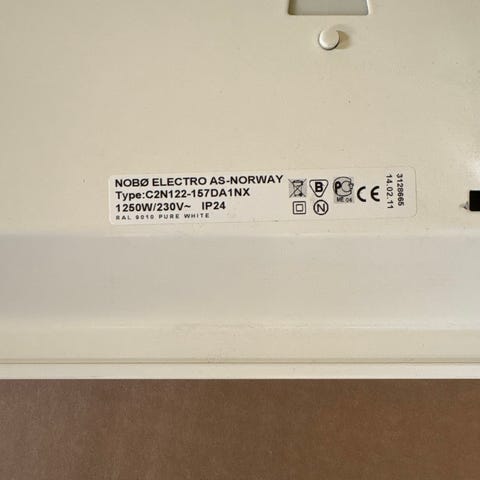 NOBØ ELECTRO AS-NORWAY
Type:C2N122-157DA1NX
1250W/230V~ IP24
RAL 9010 PURE WHITE
B
N
P
ME 06
CE
3128665
14.02.11